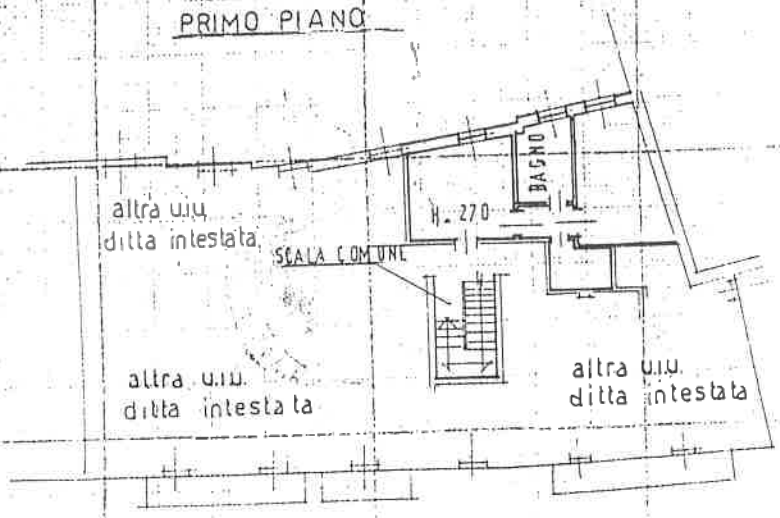 PRIMO PIANO
BAGNO
altra u.i.u.
ditta intestata
H. 270
SCALA COMUNE
altra u.i.u.
ditta intestata
altra u.i.u.
ditta intestata